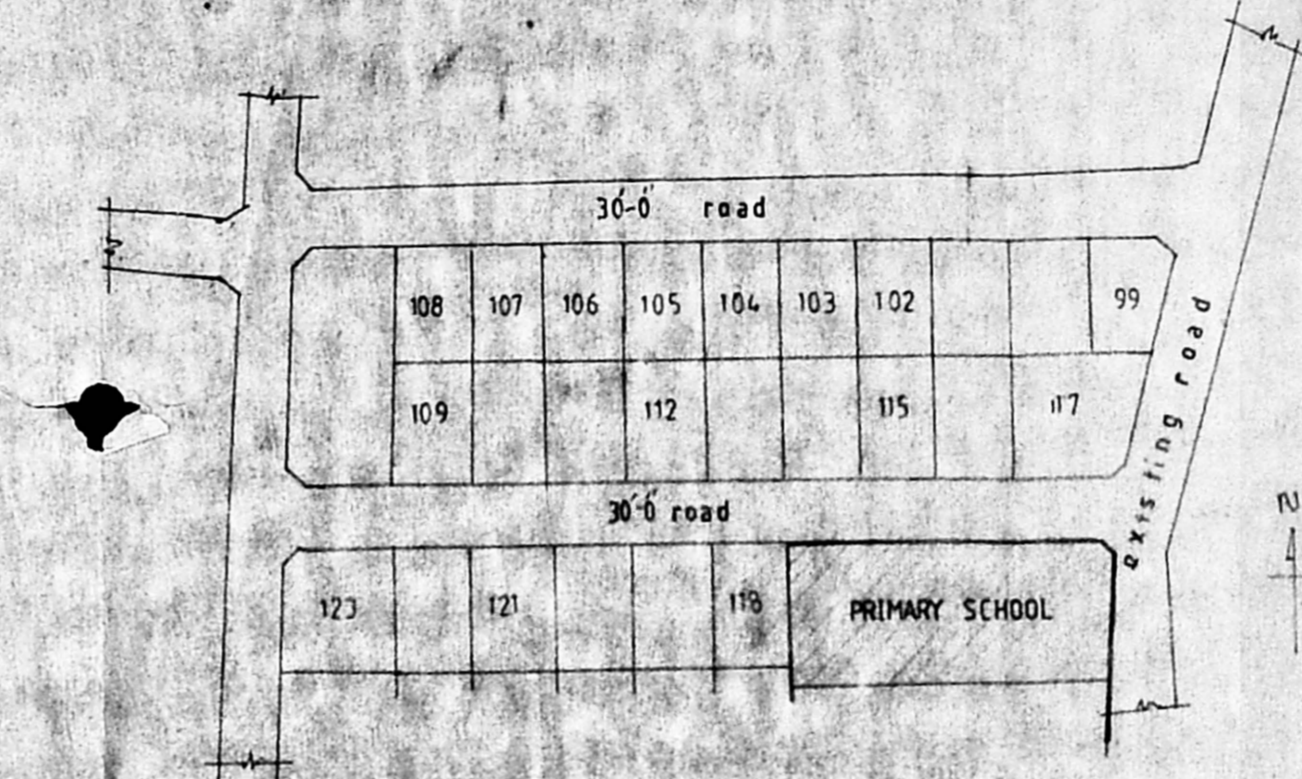 30'-0" road
108 107 106 105 104 103 102 99
109 112 115 117
existing road
30'-0" road
123 121 118 PRIMARY SCHOOL
N